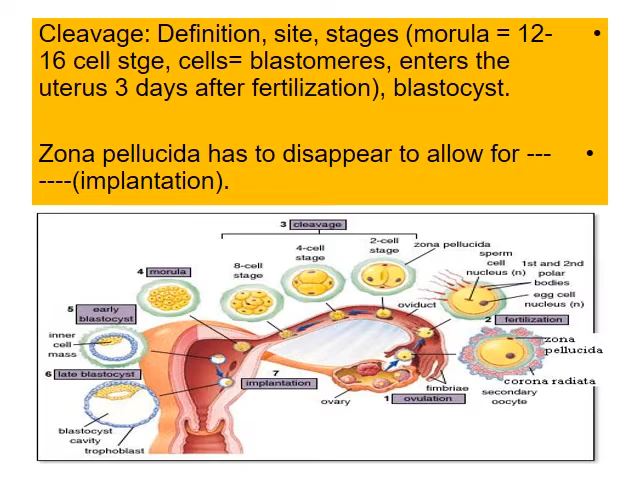 Cleavage: Definition, site, stages (morula = 12- •
16 cell stge, cells= blastomeres, enters the
uterus 3 days after fertilization), blastocyst.
Zona pellucida has to disappear to allow for --- •
----(implantation).
3 cleavage
2-cell
stage
4-cell
stage
8-cell
stage
4 morula
zona pellucida
sperm
cell
nucleus (n)
1st and 2nd
polar
bodies
egg cell
nucleus (n)
oviduct
2 fertilization
5 early
blastocyst
inner
cell
mass
6 late blastocyst
7
implantation
zona
pellucida
corona radiata
fimbriae
secondary
oocyte
ovary
1 ovulation
blastocyst
cavity
trophoblast